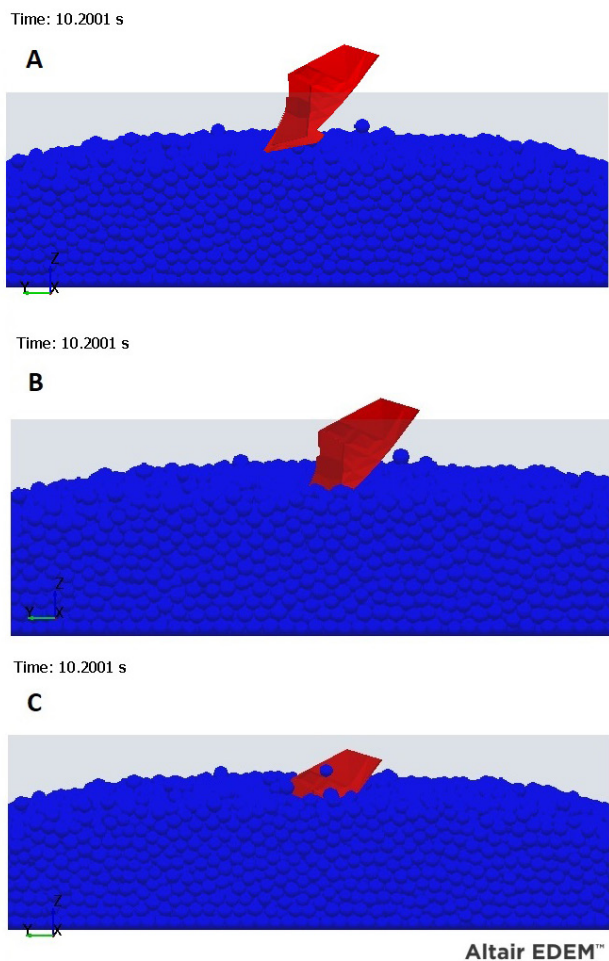 Time: 10.2001 s
A
Z
Y X
Time: 10.2001 s
B
Z
Y X
Time: 10.2001 s
C
Z
Y X
Altair EDEM™